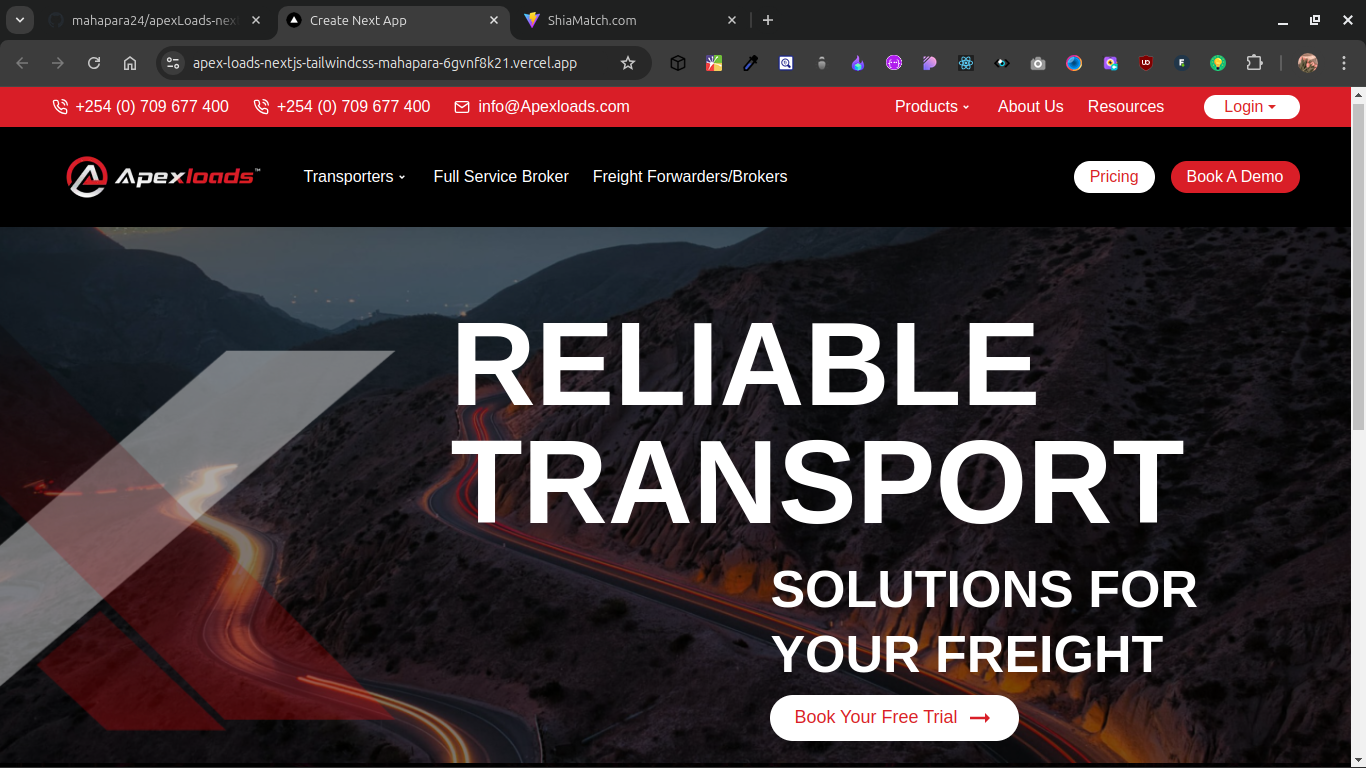 mahapara24/apexLoads-nex
Create Next App
ShiaMatch.com
apex-loads-nextjs-tailwindcss-mahapara-6gvnf8k21.vercel.app
+254 (0) 709 677 400 +254 (0) 709 677 400 info@Apexloads.com Products About Us Resources Login
Apexloads™ Transporters Full Service Broker Freight Forwarders/Brokers Pricing Book A Demo
RELIABLE
TRANSPORT
SOLUTIONS FOR
YOUR FREIGHT
Book Your Free Trial